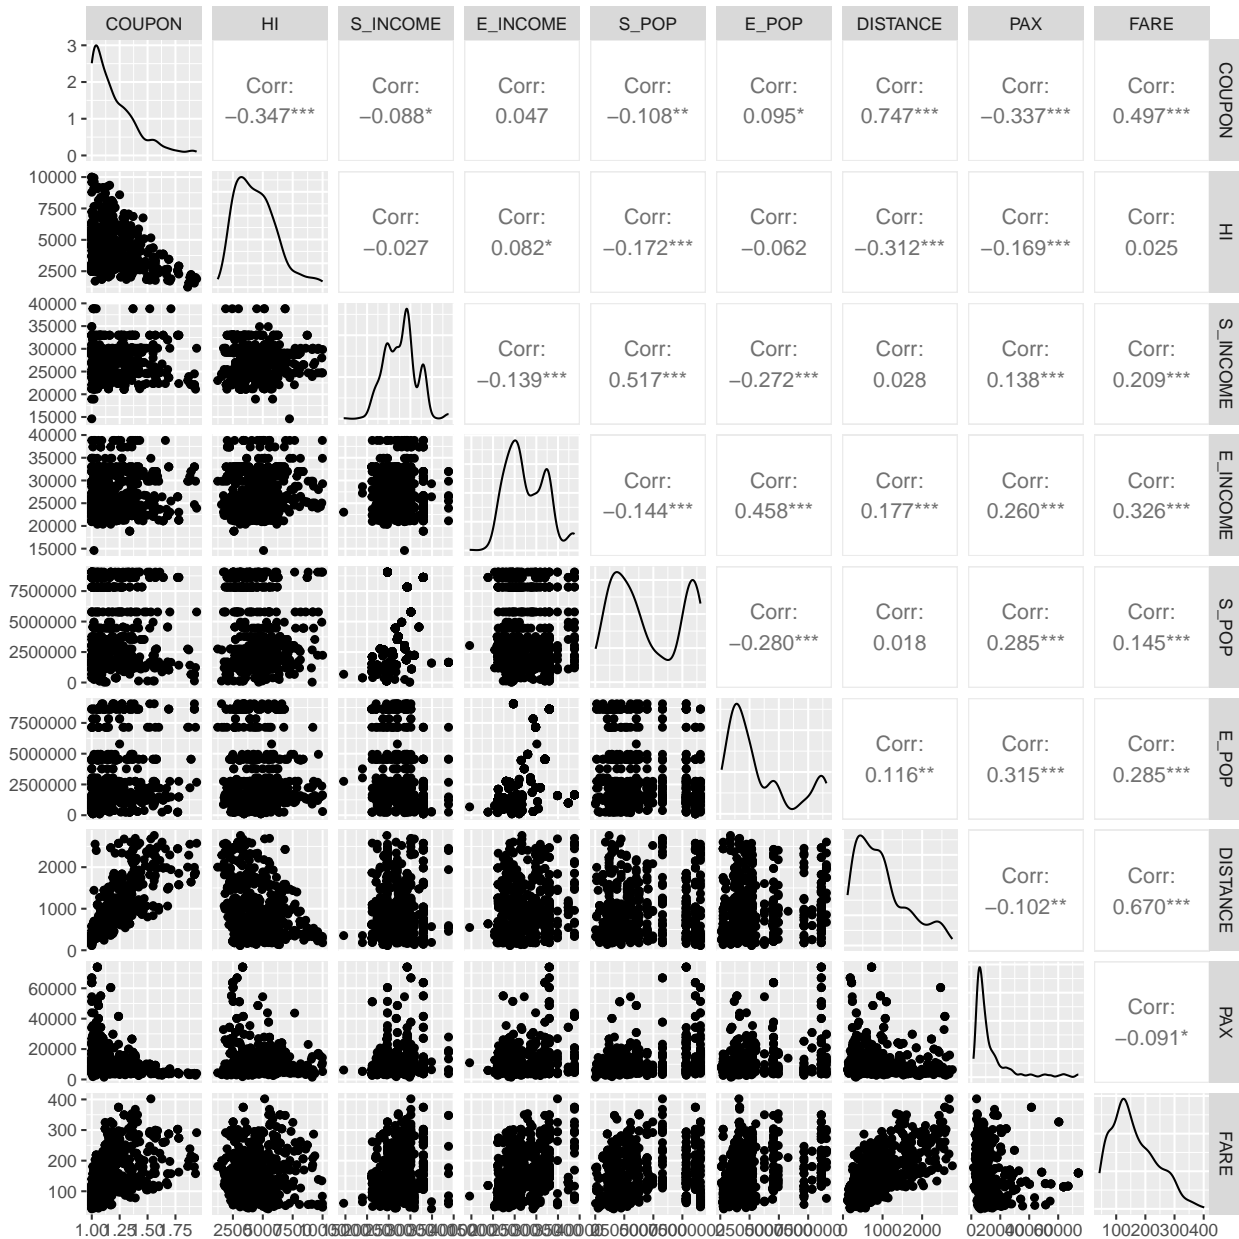 COUPON HI S_INCOME E_INCOME S_POP E_POP DISTANCE PAX FARE
3
2
1
0
Corr:
−0.347***
Corr:
−0.088*
Corr:
0.047
Corr:
−0.108**
Corr:
0.095*
Corr:
0.747***
Corr:
−0.337***
Corr:
0.497***
COUPON
10000
7500
5000
2500
Corr:
−0.027
Corr:
0.082*
Corr:
−0.172***
Corr:
−0.062
Corr:
−0.312***
Corr:
−0.169***
Corr:
0.025
HI
40000
35000
30000
25000
20000
15000
Corr:
−0.139***
Corr:
0.517***
Corr:
−0.272***
Corr:
0.028
Corr:
0.138***
Corr:
0.209***
S_INCOME
40000
35000
30000
25000
20000
15000
Corr:
−0.144***
Corr:
0.458***
Corr:
0.177***
Corr:
0.260***
Corr:
0.326***
E_INCOME
7500000
5000000
2500000
0
Corr:
−0.280***
Corr:
0.018
Corr:
0.285***
Corr:
0.145***
S_POP
7500000
5000000
2500000
0
Corr:
0.116**
Corr:
0.315***
Corr:
0.285***
E_POP
2000
1000
0
Corr:
−0.102**
Corr:
0.670***
DISTANCE
60000
40000
20000
0
Corr:
−0.091*
PAX
400
300
200
100
FARE
1.00 1.25 1.50 1.75
0 1000 2000
100 200 300 400